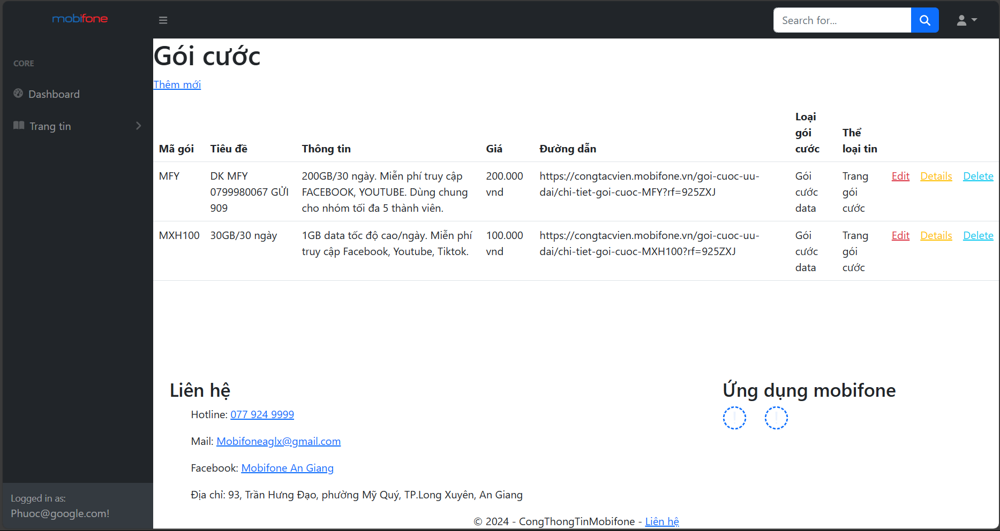 mobifone
Search for...
CORE
Dashboard
Trang tin
Gói cước
Thêm mới
Mã gói
Tiêu đề
Thông tin
Giá
Đường dẫn
Loại
gói
cước
Thể
loại tin
MFY
DK MFY
0799980067 GỬI
909
200GB/30 ngày. Miễn phí truy cập
FACEBOOK, YOUTUBE. Dùng chung
cho nhóm tối đa 5 thành viên.
200.000
vnd
https://congtacvien.mobifone.vn/goi-cuoc-uu-
dai/chi-tiet-goi-cuoc-MFY?rf=925ZXJ
Gói
cước
data
Trang
gói
cước
Edit
Details
Delete
MXH100
30GB/30 ngày
1GB data tốc độ cao/ngày. Miễn phí
truy cập Facebook, Youtube, Tiktok.
100.000
vnd
https://congtacvien.mobifone.vn/goi-cuoc-uu-
dai/chi-tiet-goi-cuoc-MXH100?rf=925ZXJ
Gói
cước
data
Trang
gói
cước
Edit
Details
Delete
Liên hệ
Hotline: 077 924 9999
Mail: Mobifoneaglx@gmail.com
Facebook: Mobifone An Giang
Địa chỉ: 93, Trần Hưng Đạo, phường Mỹ Quý, TP.Long Xuyên, An Giang
Ứng dụng mobifone
Logged in as:
Phuoc@google.com!
© 2024 - CongThongTinMobifone - Liên hệ